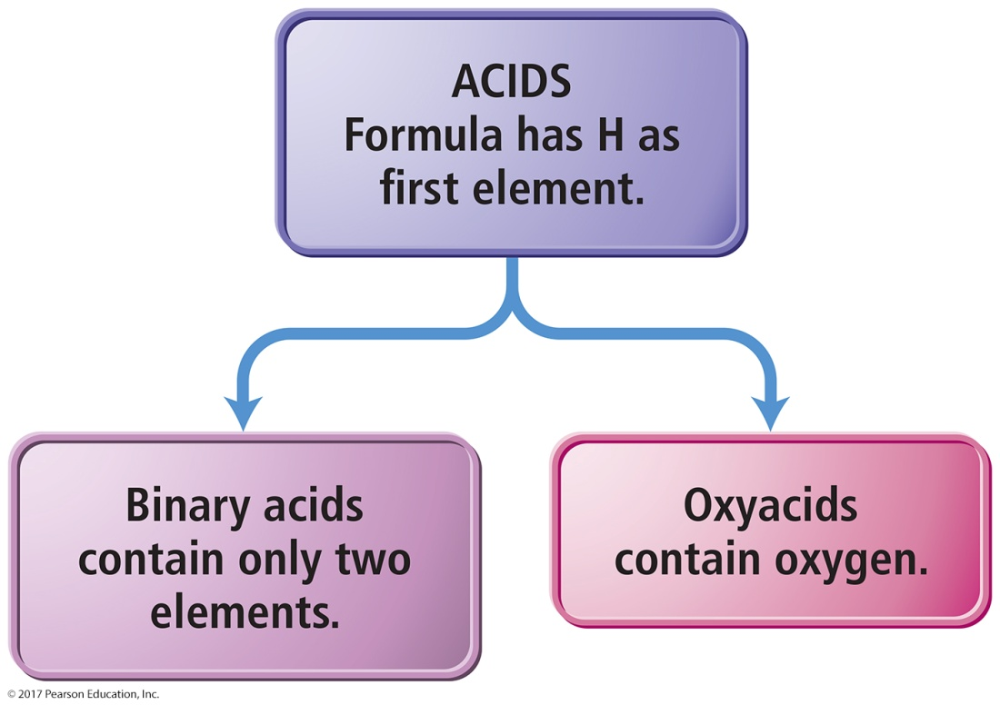 ACIDS
Formula has H as
first element.
Binary acids
contain only two
elements.
Oxyacids
contain oxygen.
© 2017 Pearson Education, Inc.